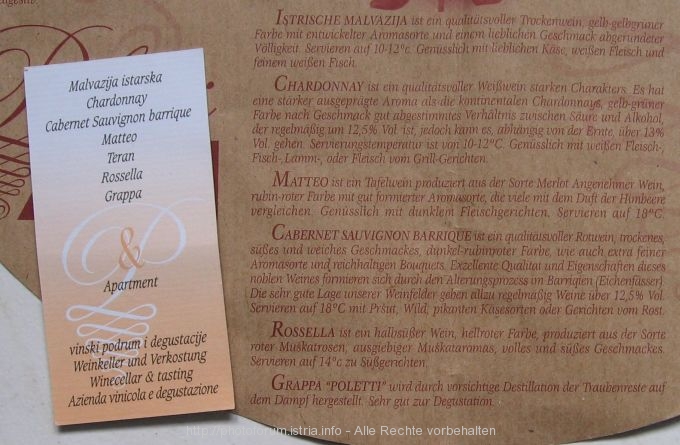 Malvazija istarska
Chardonnay
Cabernet Sauvignon barrique
Matteo
Teran
Rossella
Grappa
&
Apartment
vinski podrum i degustacije
Weinkeller und Verkostung
Winecellar & tasting
Azienda vinicola e degustazione
ISTRISCHE MALVAZIJA ist ein qualitätsvoller Trockenwein, gelb-gelbgruner
Farbe mit entwickelter Aromasorte und einem lieblichen Geschmack abgerundeter
Völligkeit. Servieren auf 10-12°c. Genüsslich mit lieblichen Käse, weißen Fleisch und
feinem weißen Fisch.
CHARDONNAY ist ein qualitätsvoller Weißwein starken Charakters. Es hat
eine stärker ausgeprägte Aroma als die kontinentalen Chardonnays, gelb-grüner
Farbe nach Geschmack gut abgestimmtes Verhältnis zwischen Säure und Alkohol,
der regelmäßig um 12,5% Vol. ist, jedoch kann es, abhängig von der Ernte, über 13%
Vol. gehen. Servierungstemperatur ist von 10-12°C. Genüsslich mit weißen Fleisch-,
Fisch-, Lamm-, oder Fleisch vom Grill-Gerichten.
MATTEO ist ein Tafelwein produziert aus der Sorte Merlot Angenehmer Wein,
rubin-roter Farbe mit gut formierter Aromasorte, die viele mit dem Duft der Himbeere
vergleichen. Genüsslich mit dunklem Fleischgerichten. Servieren auf 18°C.
CABERNET SAUVIGNON BARRIQUE ist ein qualitätsvoller Rotwein, trockenes,
süßes und weiches Geschmackes, dunkel-rubinroter Farbe, wie auch extra feiner
Aromasorte und reichhaltigen Bouquets. Exzellente Qualität und Eigenschaften dieses
noblen Weines formieren sich durch den Alterungsprozess im Barriqien (Eichenfässer).
Die sehr gute Lage unserer Weinfelder geben allzu regelmäßig Weine über 12,5% Vol.
Servieren auf 18°C mit Pršut, Wild, pikanten Käsesorten oder Gerichten vom Rost.
ROSSELLA ist ein halbsüßer Wein, hellroter Farbe, produziert aus der Sorte
roter Muškatrosen, ausgiebiger Muškataromas, volles und süßes Geschmackes.
Servieren auf 14°c zu Süßgerichten.
GRAPPA "POLETTI" wird durch vorsichtige Destillation der Traubenreste auf
dem Dampf hergestellt. Sehr gut zur Degustation.
http://photoforum.istria.info - Alle Rechte vorbehalten